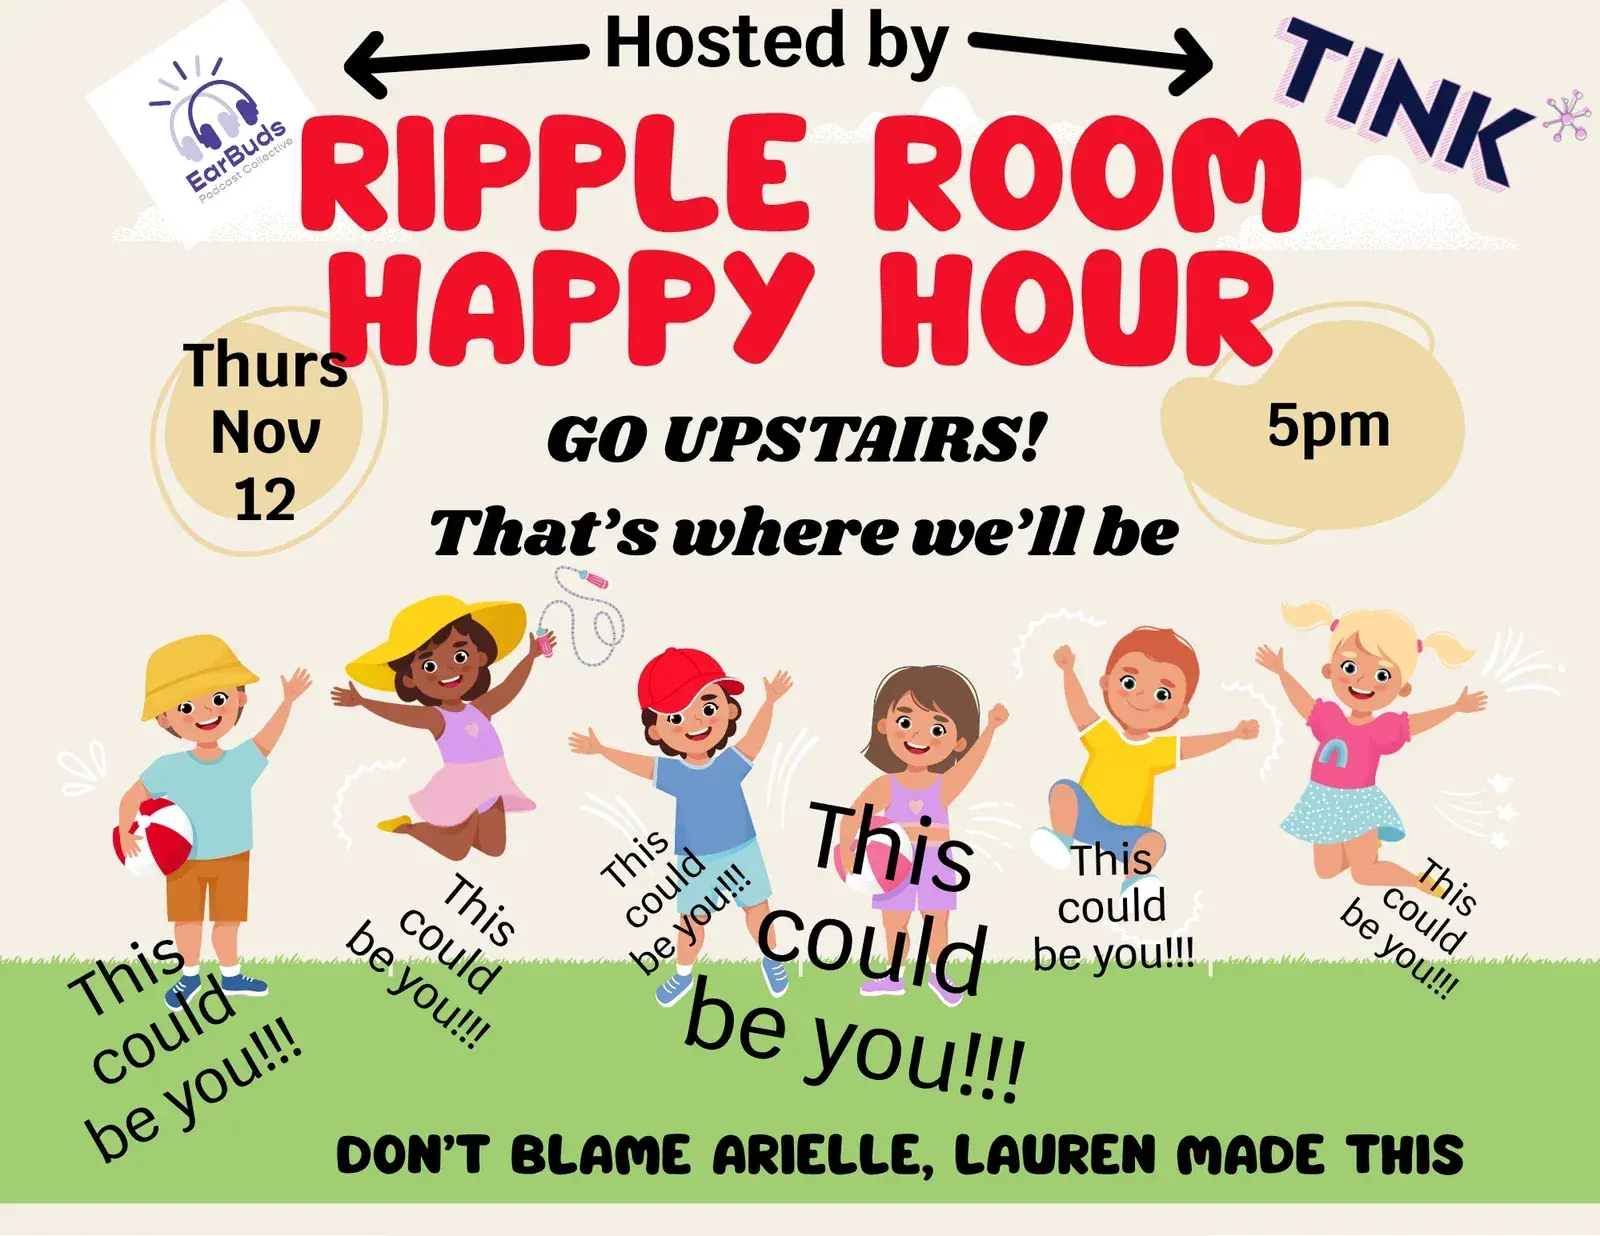 Hosted by
EarBuds
Podcast Collective
TINK
RIPPLE ROOM
HAPPY HOUR
Thurs
Nov
12
GO UPSTAIRS!
That's where we'll be
5pm
This
could
be you!!!
This
could
be you!!!
This
could
be you!!!
This
could
be you!!!
This
could
be you!!!
This
could
be you!!!
DON'T BLAME ARIELLE, LAUREN MADE THIS